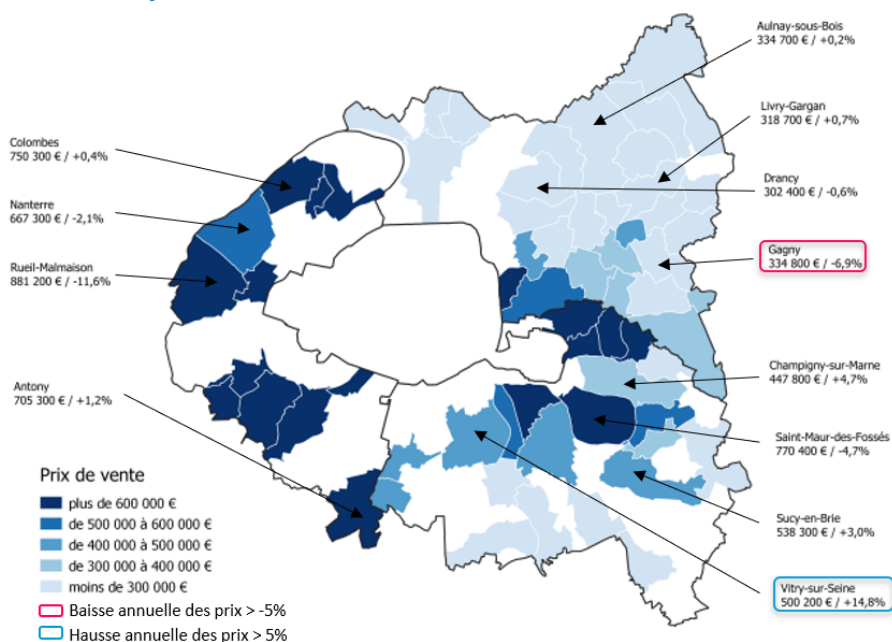 Aulnay-sous-Bois
334 700 € / +0,2%
Livry-Gargan
318 700 € / +0,7%
Colombes
750 300 € / +0,4%
Drancy
302 400 € / -0,6%
Nanterre
667 300 € / -2,1%
Gagny
334 800 € / -6,9%
Rueil-Malmaison
881 200 € / -11,6%
Champigny-sur-Marne
447 800 € / +4,7%
Antony
705 300 € / +1,2%
Saint-Maur-des-Fossés
770 400 € / -4,7%
Sucy-en-Brie
538 300 € / +3,0%
Vitry-sur-Seine
500 200 € / +14,8%
Prix de vente
plus de 600 000 €
de 500 000 à 600 000 €
de 400 000 à 500 000 €
de 300 000 à 400 000 €
moins de 300 000 €
Baisse annuelle des prix > -5%
Hausse annuelle des prix > 5%